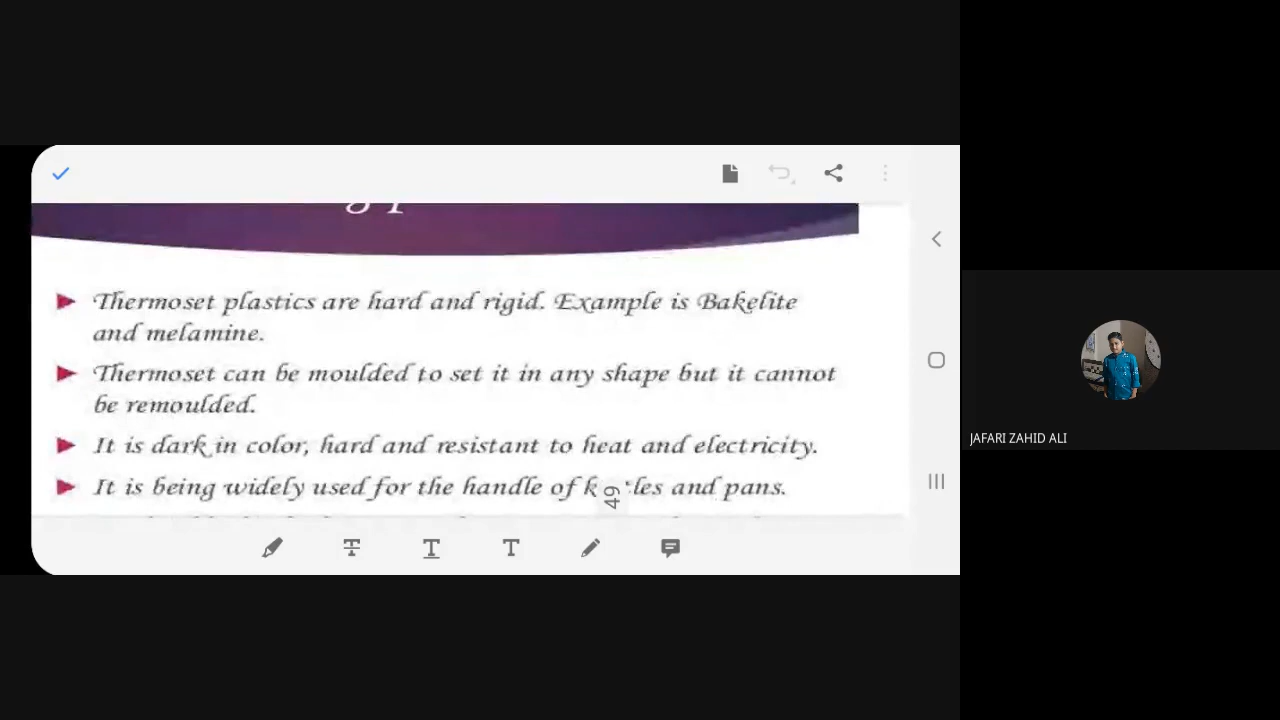 Thermoset plastics are hard and rigid. Example is Bakelite
and melamine.
Thermoset can be moulded to set it in any shape but it cannot
be remoulded.
It is dark in color, hard and resistant to heat and electricity.
It is being widely used for the handle of and pans.
49
JAFARI ZAHID ALI